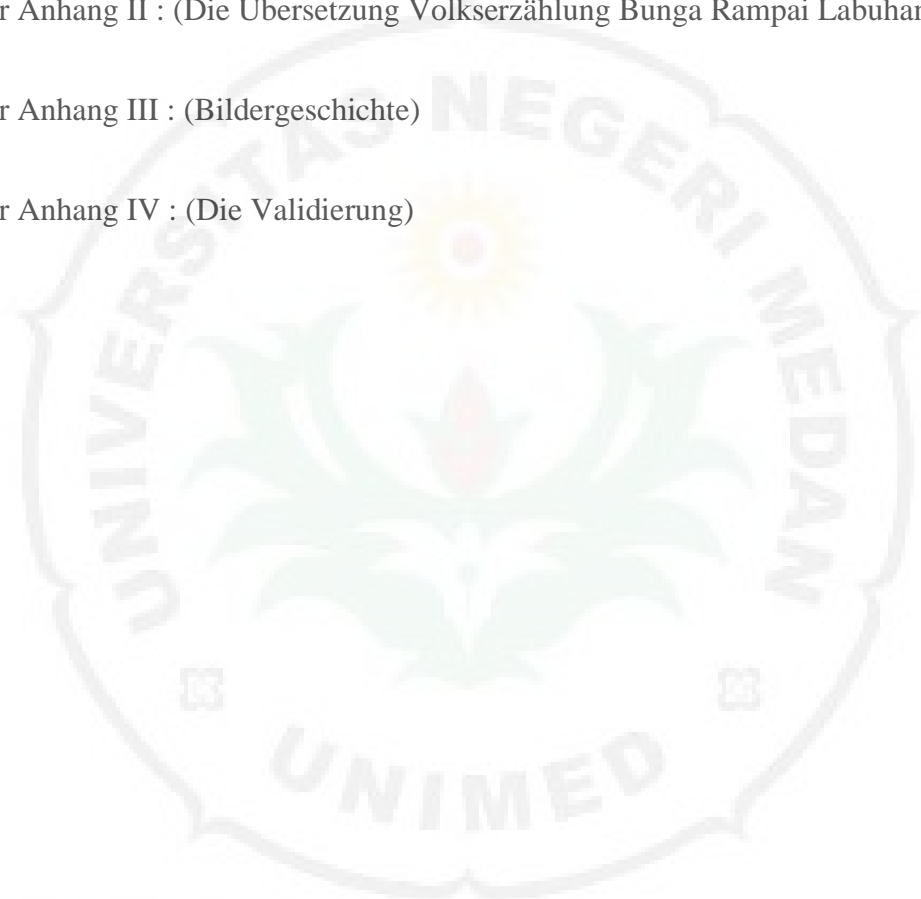 r Anhang II : (Die Übersetzung Volkserzählung Bunga Rampai Labuhan
r Anhang III : (Bildergeschichte)
r Anhang IV : (Die Validierung)
UNIVERSITAS NEGERI MEDAN
UNIMED